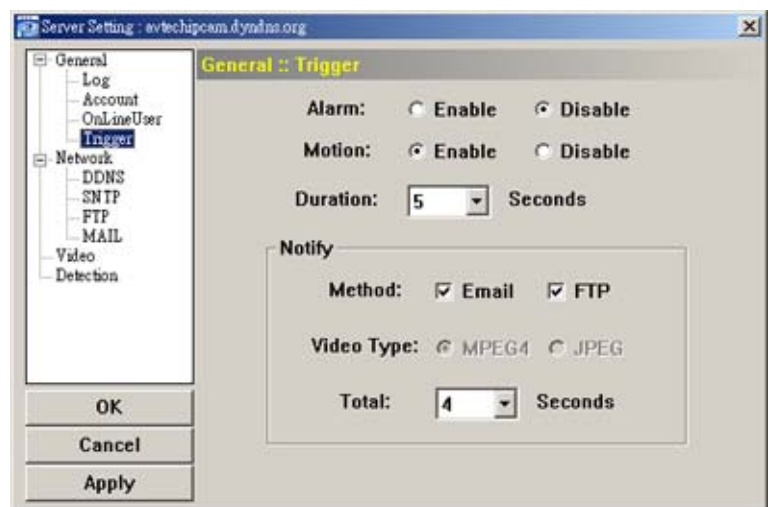 Server Setting : avtechipcam.dyndns.org
General
Log
Account
OnLineUser
Trigger
Network
DDNS
SNTP
FTP
MAIL
Video
Detection
OK
Cancel
Apply
General :: Trigger
Alarm: Enable Disable
Motion: Enable Disable
Duration: 5 Seconds
Notify
Method: Email FTP
Video Type: MPEG4 JPEG
Total: 4 Seconds